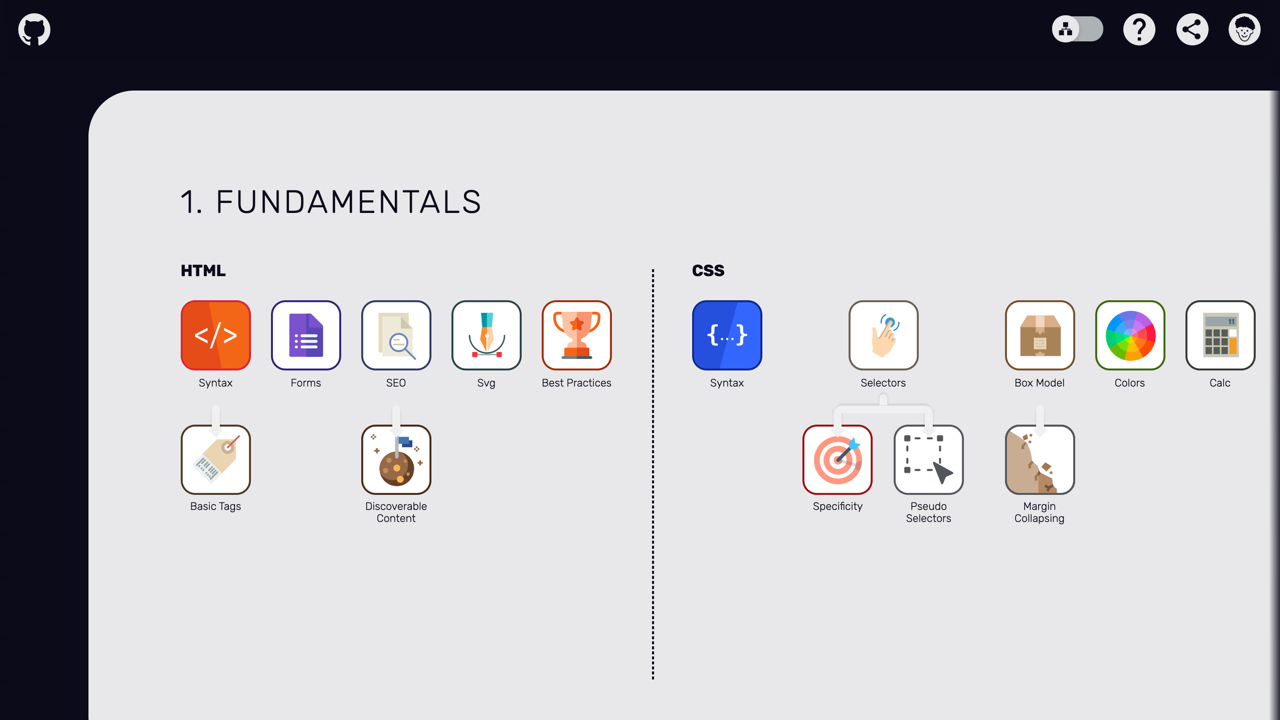 1. FUNDAMENTALS
HTML
</>
Syntax
Forms
SEO
Svg
Best Practices
Basic Tags
Discoverable
Content
CSS
{...}
Syntax
Selectors
Box Model
Colors
Calc
Specificity
Pseudo
Selectors
Margin
Collapsing